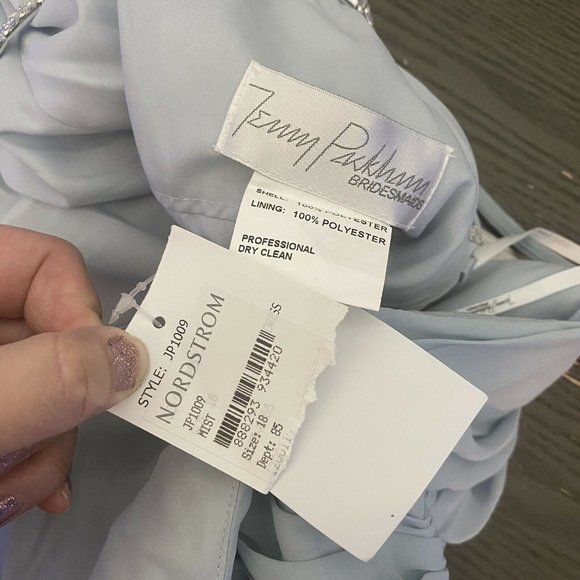 Jenny Packham
BRIDESMAIDS
SHELL: 100% POLYESTER
LINING: 100% POLYESTER
PROFESSIONAL
DRY CLEAN
STYLE: JP1009
NORDSTROM
JP1009
MIST 18
888293 934420
Size: 18
Dept: 85